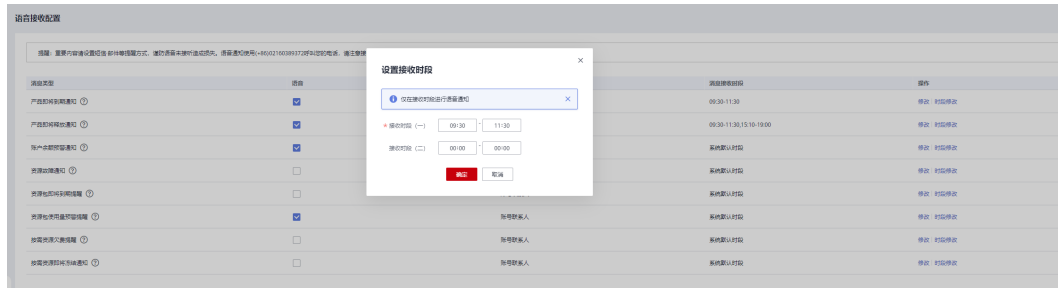 语音接收配置
提醒：重要内容请设置短信 邮件等提醒方式，谨防语音未接听造成损失。语音通知使用(+86)02160389372呼叫您的电话，请注意接
消息类型 语音 消息接收时段 操作
产品即将到期通知 09:30-11:30 修改 时段修改
产品即将释放通知 09:30-11:30,15:10-19:00 修改 时段修改
账户余额预警通知 系统默认时段 修改 时段修改
资源故障通知 系统默认时段 修改 时段修改
资源包即将到期提醒 系统默认时段 修改 时段修改
资源包使用量预警提醒 账号联系人 系统默认时段 修改 时段修改
按需资源欠费提醒 账号联系人 系统默认时段 修改 时段修改
按需资源即将冻结通知 账号联系人 系统默认时段 修改 时段修改
设置接收时段
仅在接收时段进行语音通知
* 接收时段（一） 09:30 - 11:30
接收时段（二） 00:00 - 00:00
确定 取消